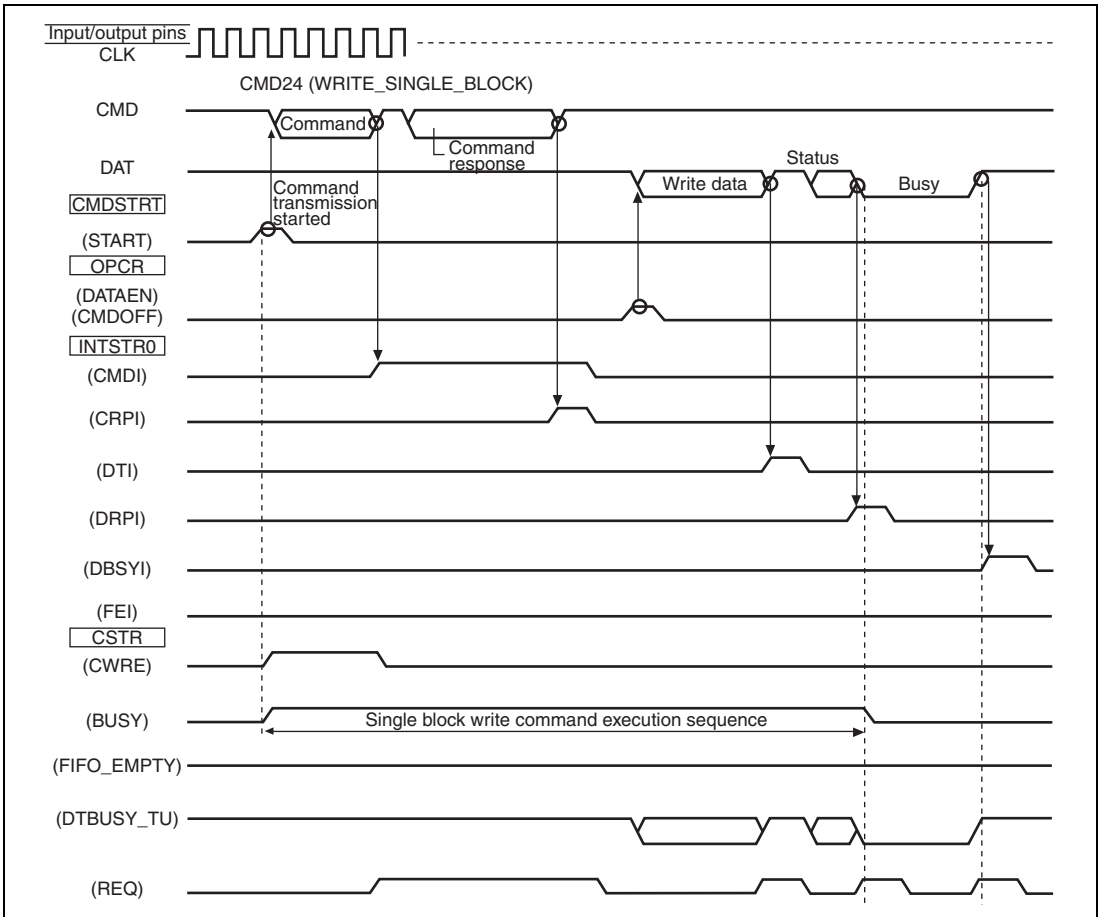 Input/output pins
CLK
CMD24 (WRITE_SINGLE_BLOCK)
CMD
Command
Command
response
DAT
Status
Write data
Busy
Command
transmission
started
CMDSTRT
(START)
OPCR
(DATAEN)
(CMDOFF)
INTSTR0
(CMDI)
(CRPI)
(DTI)
(DRPI)
(DBSYI)
(FEI)
CSTR
(CWRE)
(BUSY)
Single block write command execution sequence
(FIFO_EMPTY)
(DTBUSY_TU)
(REQ)